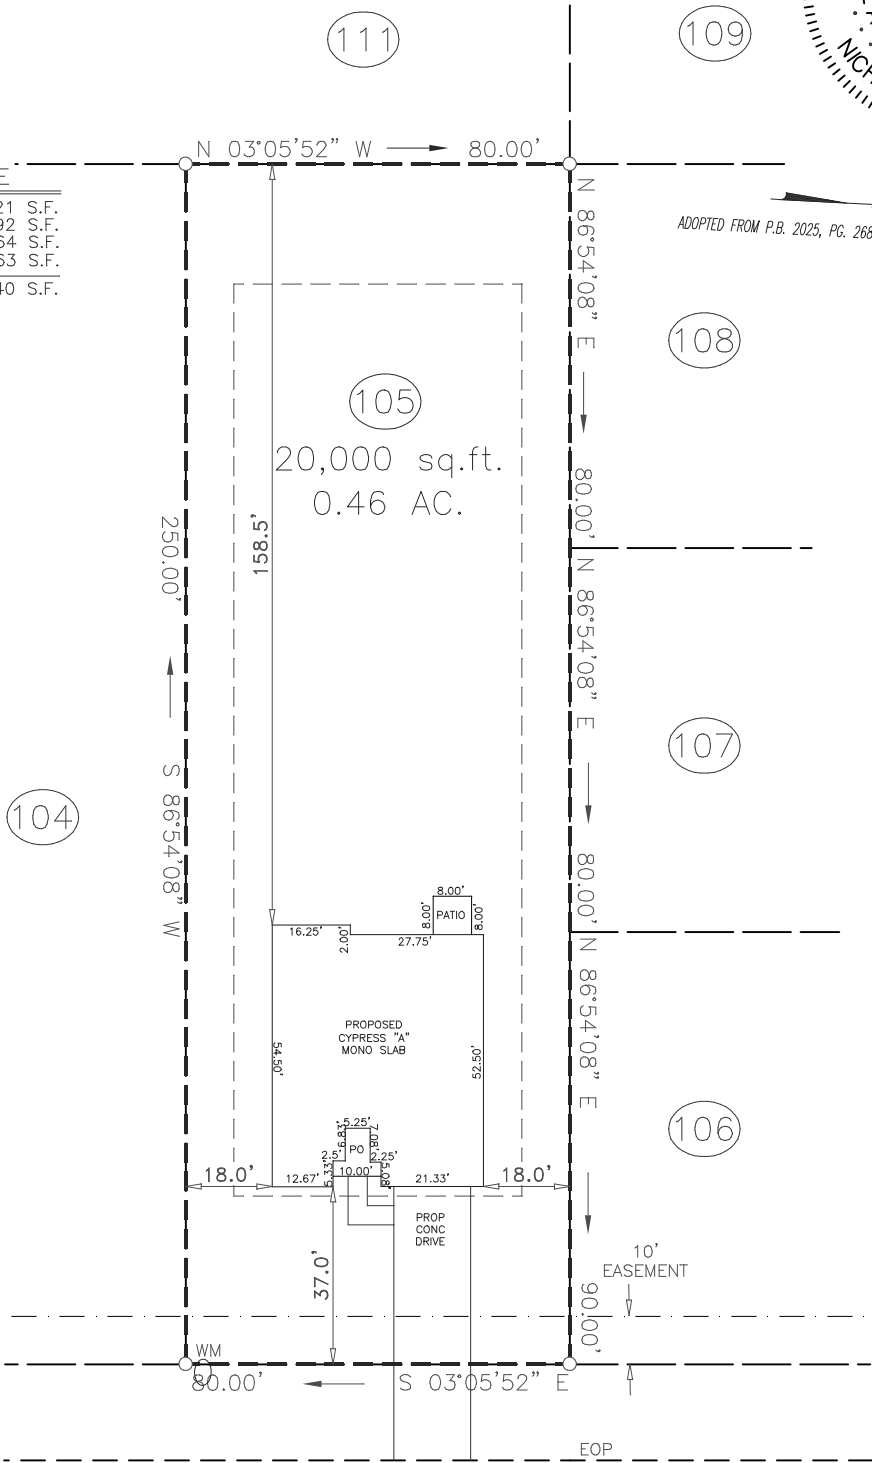 111
109
NICH
N 03°05'52" W
80.00'
E
21 S.F.
92 S.F.
64 S.F.
63 S.F.
40 S.F.
N 86°54'08" E
ADOPTED FROM P.B. 2025, PG. 268
108
105
20,000 sq.ft.
0.46 AC.
80.00'
158.5'
250.00'
N 86°54'08" E
107
S 86°54'08" W
104
80.00'
8.00'
8.00'
PATIO
8.00'
16.25'
2.00'
27.75'
N 86°54'08" E
PROPOSED
CYPRESS "A"
MONO SLAB
54.50'
52.50'
106
5.25'
6.83'
7.08'
PO
2.5'
2.25'
5.33'
10.00'
5.08'
18.0'
12.67'
21.33'
18.0'
PROP
CONC
DRIVE
37.0'
10'
EASEMENT
90.00'
WM
80.00'
S 03°05'52" E
EOP